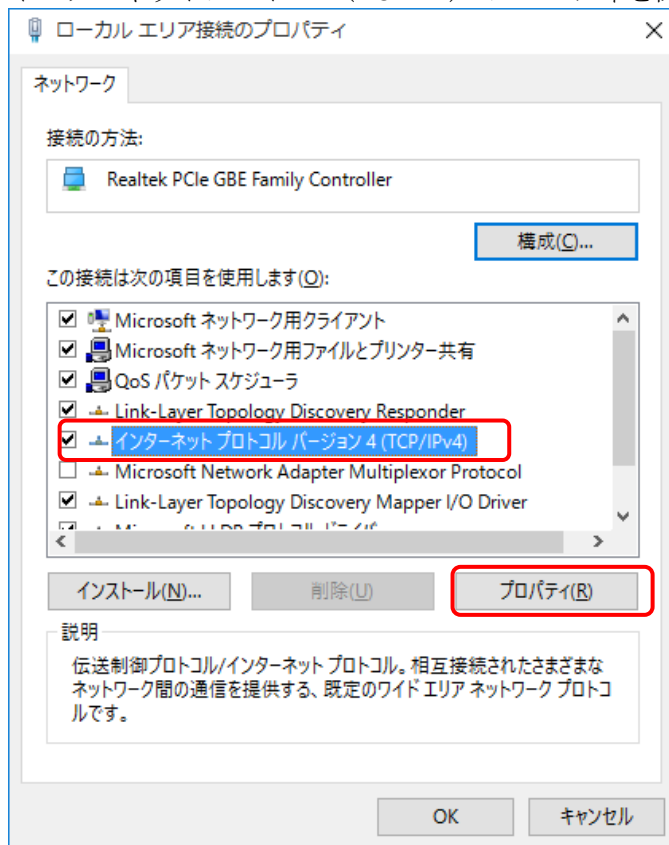 ローカル エリア接続のプロパティ
ネットワーク
接続の方法:
Realtek PCIe GBE Family Controller
構成(C)...
この接続は次の項目を使用します(O):
Microsoft ネットワーク用クライアント
Microsoft ネットワーク用ファイルとプリンター共有
QoS パケット スケジューラ
Link-Layer Topology Discovery Responder
インターネット プロトコル バージョン 4 (TCP/IPv4)
Microsoft Network Adapter Multiplexor Protocol
Link-Layer Topology Discovery Mapper I/O Driver
インストール(N)...
削除(U)
プロパティ(R)
説明
伝送制御プロトコル/インターネット プロトコル。相互接続されたさまざまな
ネットワーク間の通信を提供する、既定のワイド エリア ネットワーク プロトコ
ルです。
OK
キャンセル